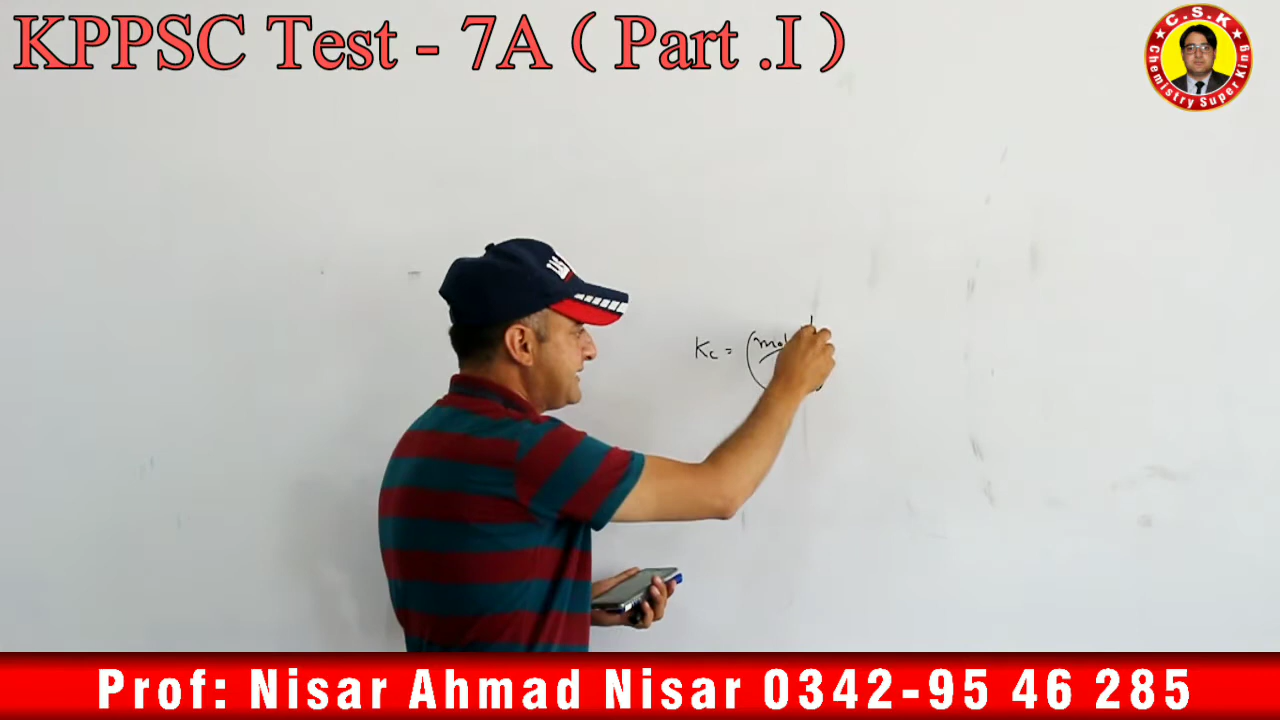 KPPSC Test - 7A ( Part .I )
C.S.K
Chemistry Super King
Kc = (mol
Prof: Nisar Ahmad Nisar 0342-95 46 285